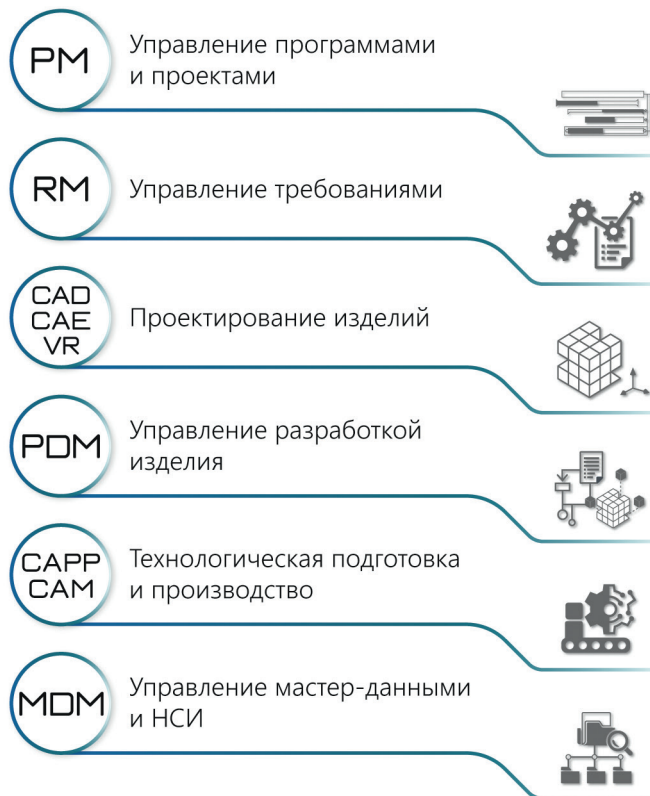 PM
Управление программами
и проектами
RM
Управление требованиями
CAD
CAE
VR
Проектирование изделий
PDM
Управление разработкой
изделия
CAPP
CAM
Технологическая подготовка
и производство
MDM
Управление мастер-данными
и НСИ